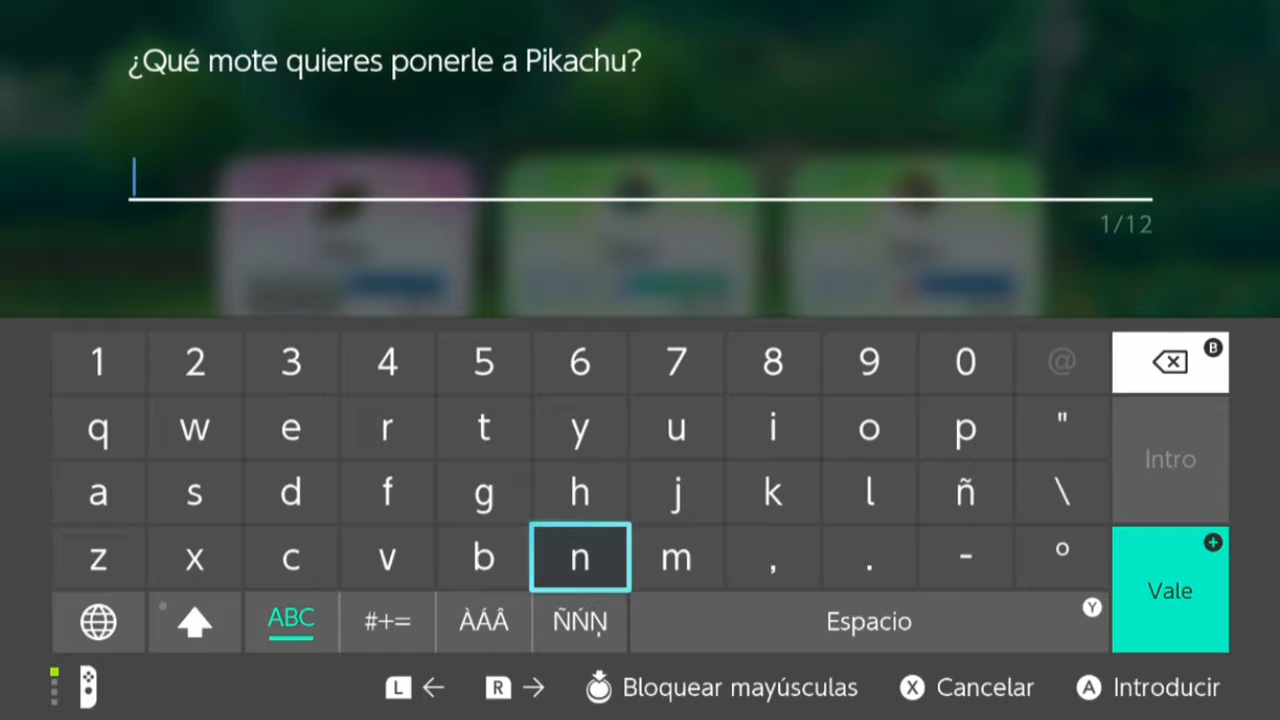 ¿Qué mote quieres ponerle a Pikachu?
1/12
1 2 3 4 5 6 7 8 9 0 @ B
q w e r t y u i o p " Intro
a s d f g h j k l ñ \
z x c v b n m , . - º Vale
ABC #+= ÀÁÂ ÑŃŅ Espacio Y
L ← R → Bloquear mayúsculas X Cancelar A Introducir